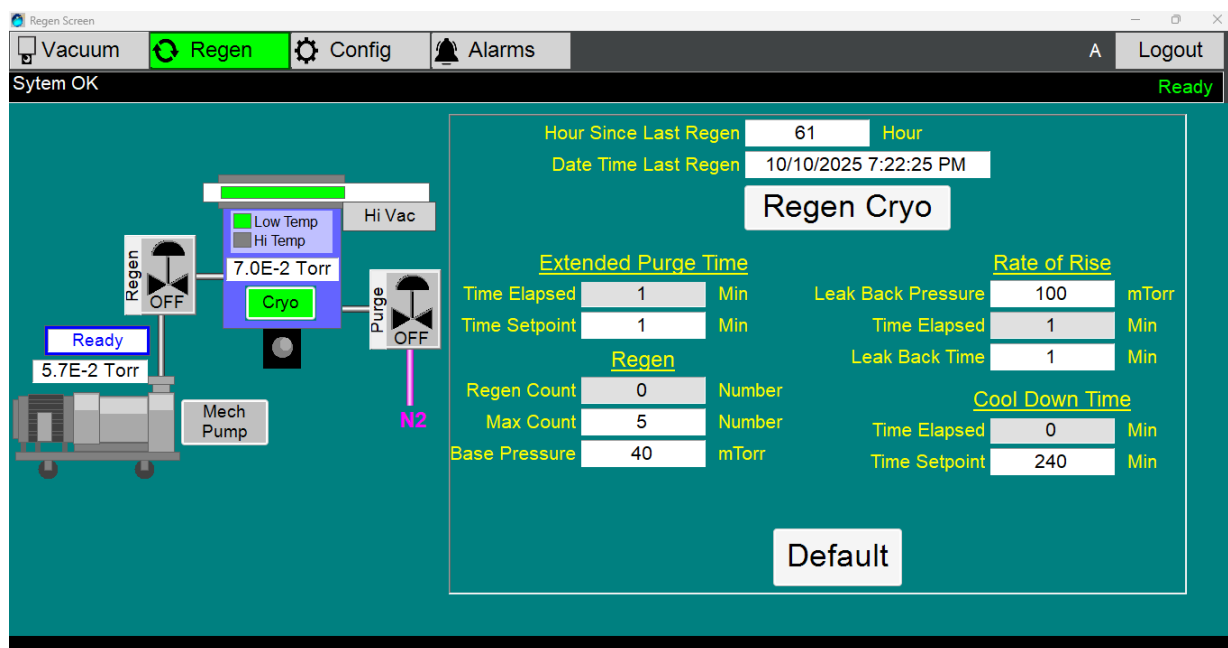 Regen Screen
Vacuum Regen Config Alarms A Logout
Sytem OK Ready
Hour Since Last Regen 61 Hour
Date Time Last Regen 10/10/2025 7:22:25 PM
Regen Cryo
Low Temp
Hi Temp
Hi Vac
7.0E-2 Torr
Cryo
Regen
OFF
Purge
OFF
Ready
5.7E-2 Torr
Mech
Pump
N2
Extended Purge Time
Time Elapsed 1 Min
Time Setpoint 1 Min
Regen
Regen Count 0 Number
Max Count 5 Number
Base Pressure 40 mTorr
Rate of Rise
Leak Back Pressure 100 mTorr
Time Elapsed 1 Min
Leak Back Time 1 Min
Cool Down Time
Time Elapsed 0 Min
Time Setpoint 240 Min
Default